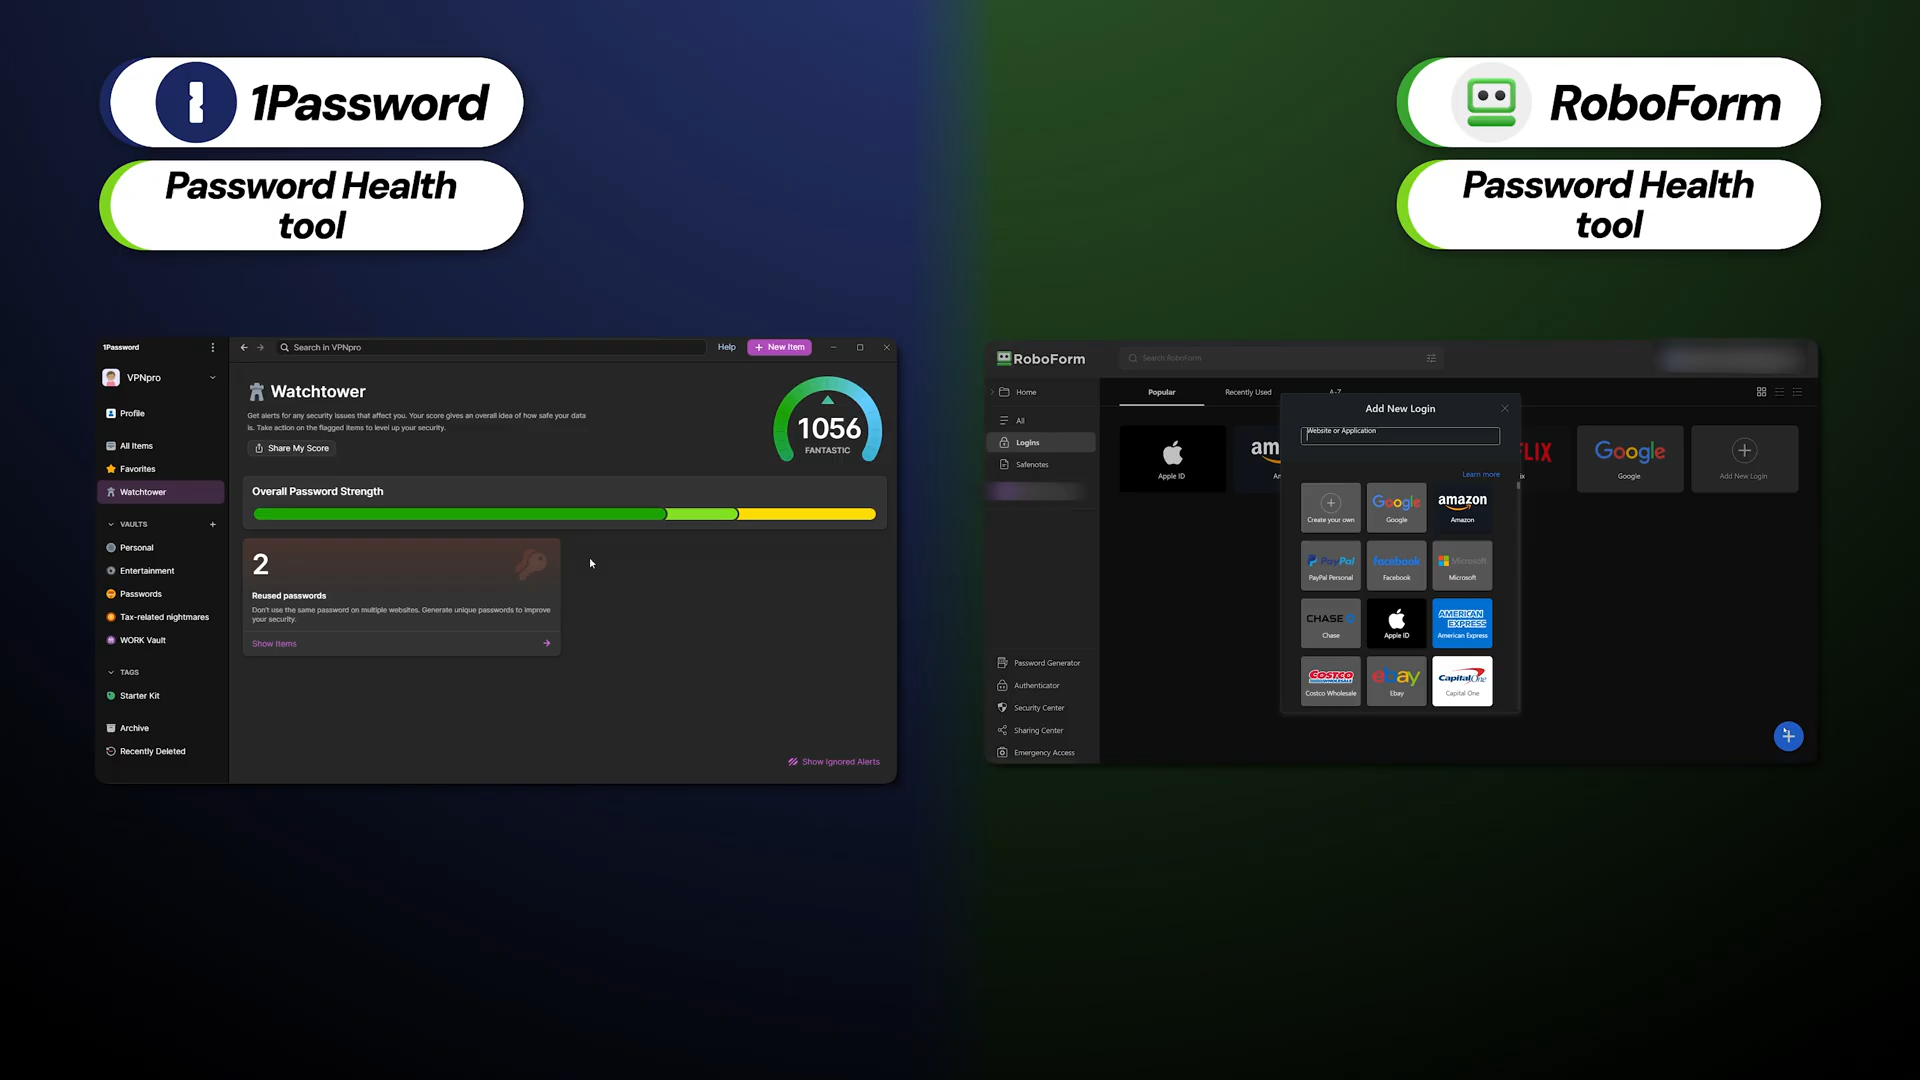 1Password
Password Health
tool
RoboForm
Password Health
tool
1Password
VPNpro
Profile
All Items
Favorites
Watchtower
VAULTS
Personal
Entertainment
Passwords
Tax-related nightmares
WORK Vault
TAGS
Starter Kit
Archive
Recently Deleted
Search in VPNpro
Help
New Item
Watchtower
Get alerts for any security issues that affect you. Your score gives an overall idea of how safe your data
is. Take action on the flagged items to level up your security.
Share My Score
1056
FANTASTIC
Overall Password Strength
2
Reused passwords
Don't use the same password on multiple websites. Generate unique passwords to improve
your security.
Show Items
Show Ignored Alerts
RoboForm
Search RoboForm
Home
All
Logins
Safenotes
Password Generator
Authenticator
Security Center
Sharing Center
Emergency Access
Popular
Recently Used
A-Z
Apple ID
am
Am
LIX
ix
Google
Google
Add New Login
Add New Login
Website or Application
Learn more
Create your own
Google
Google
amazon
Amazon
PayPal
PayPal Personal
facebook
Facebook
Microsoft
Microsoft
CHASE
Chase
Apple ID
AMERICAN
EXPRESS
American Express
COSTCO
WHOLESALE
Costco Wholesale
ebay
Ebay
Capital One
Capital One